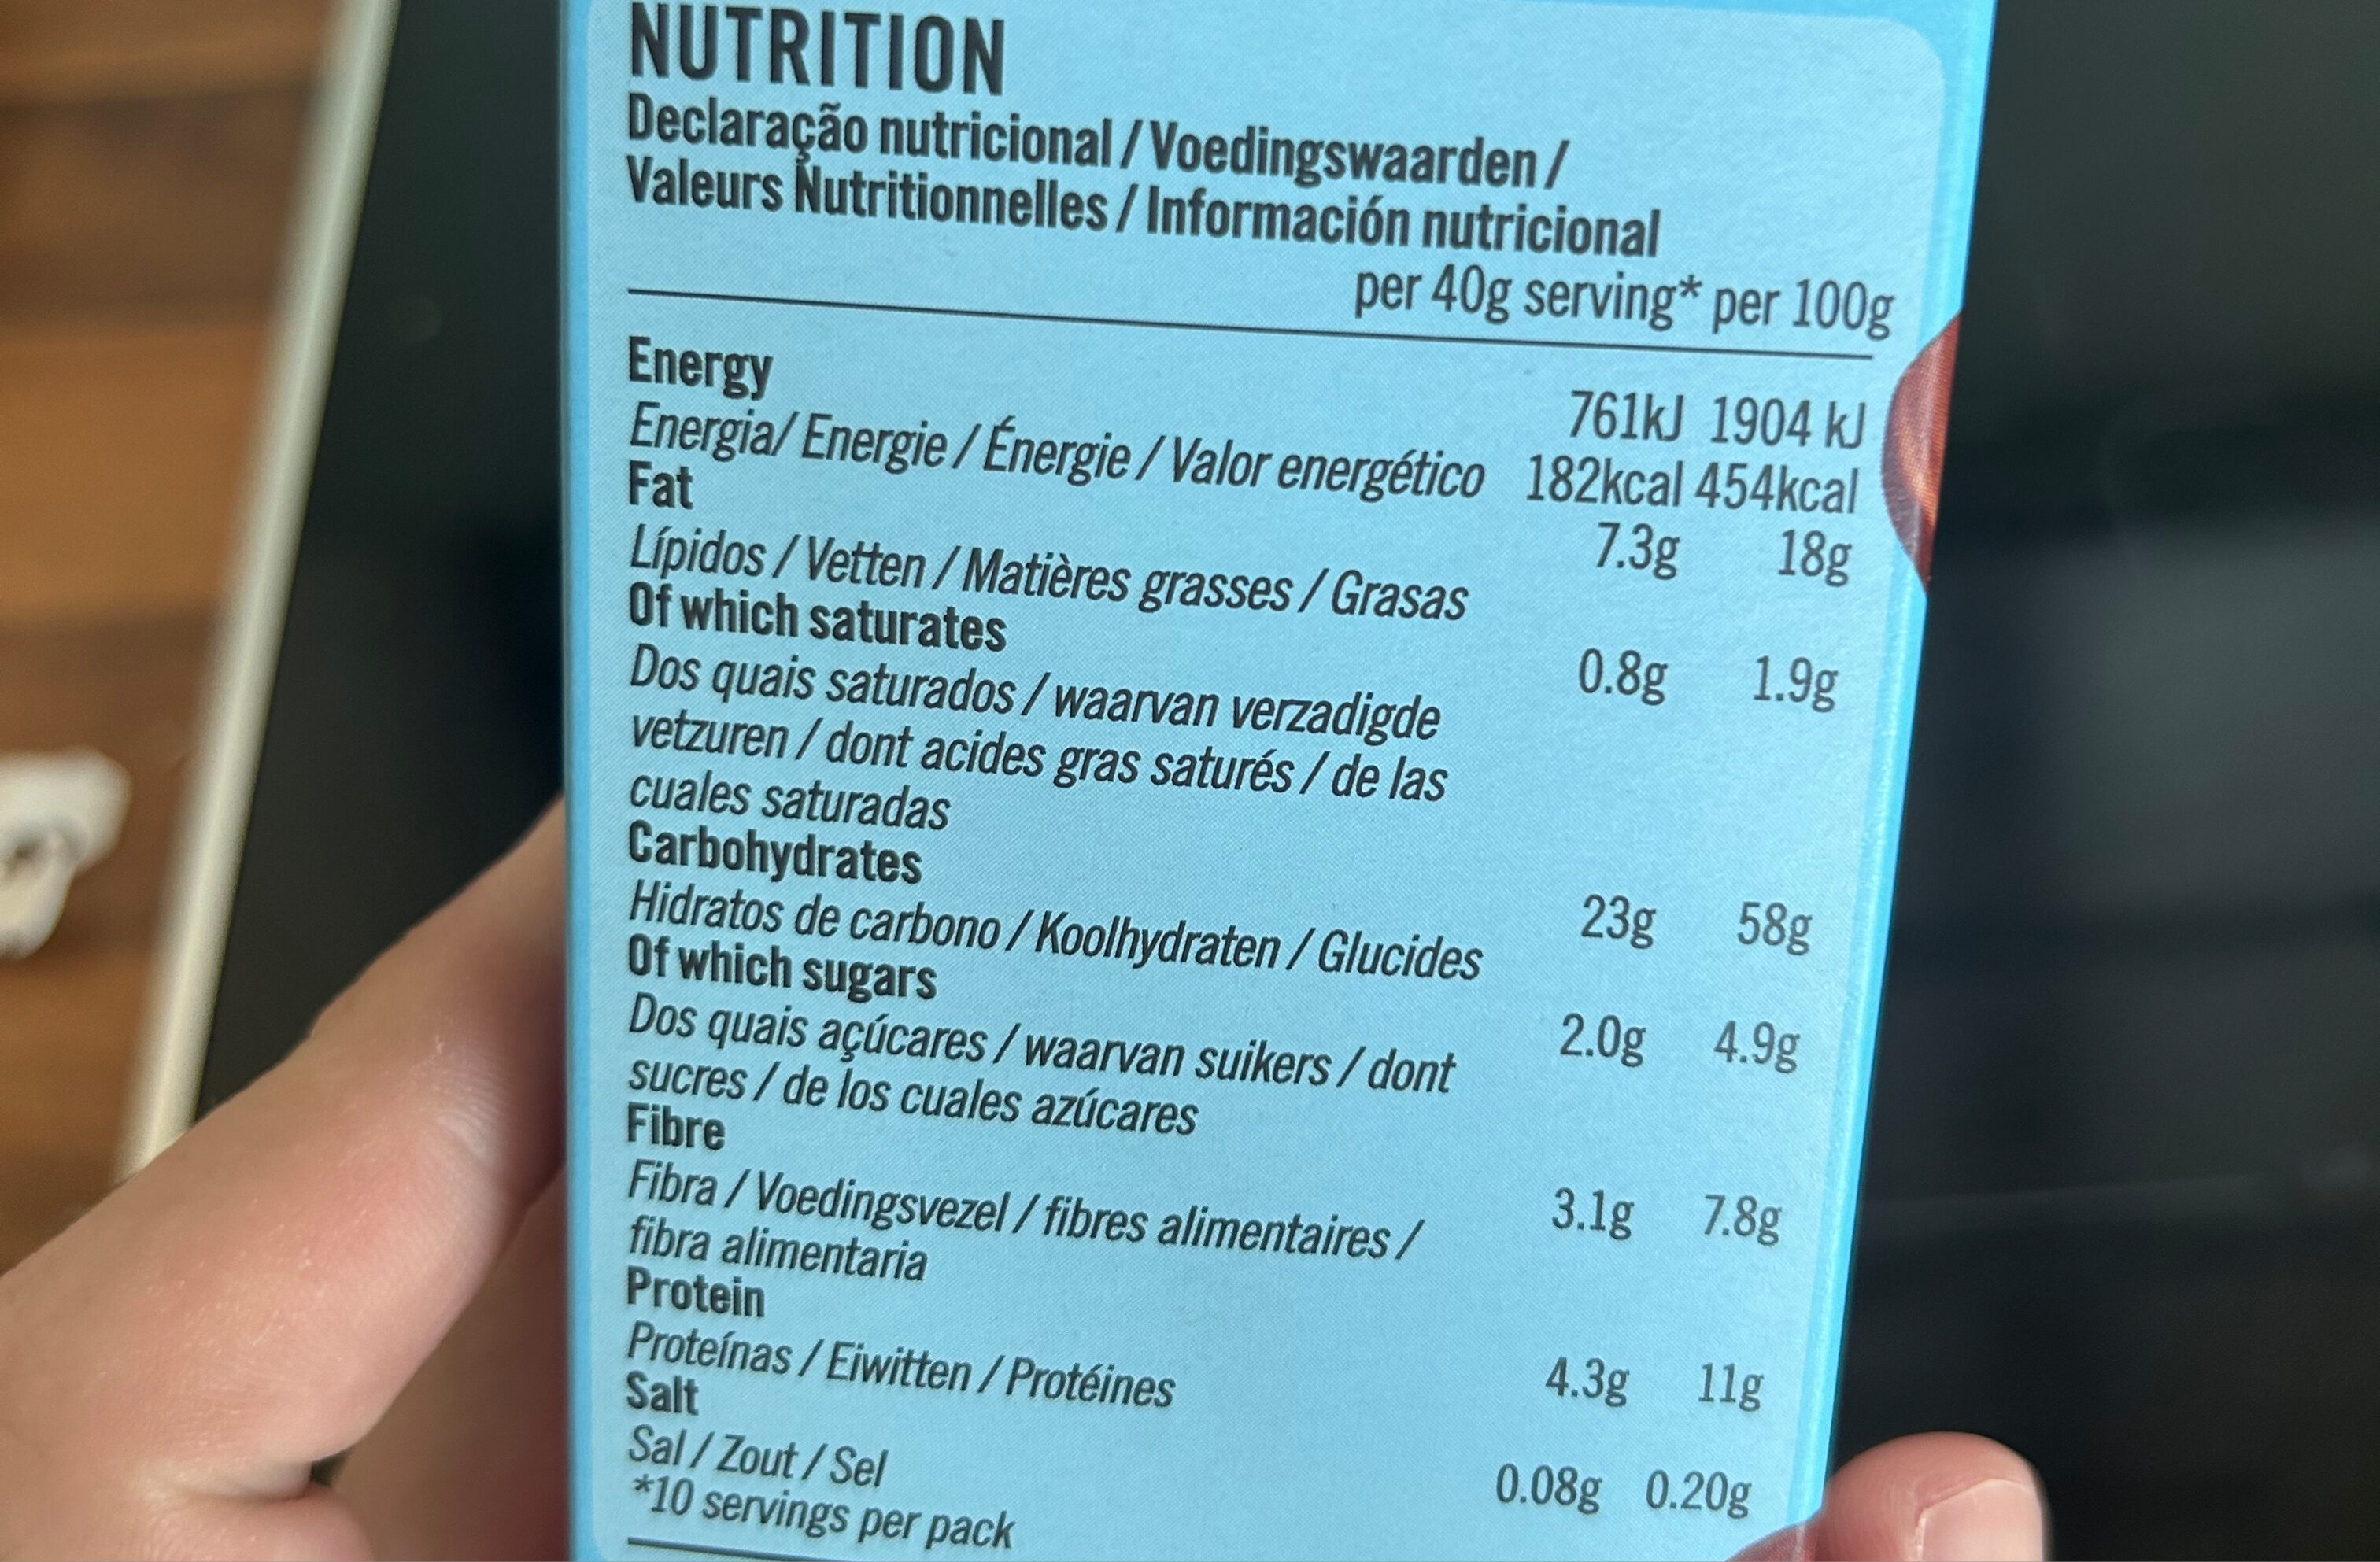 NUTRITION
Declaração nutricional / Voedingswaarden /
Valeurs Nutritionnelles / Información nutricional
per 40g serving* per 100g
Energy
761kJ 1904 kJ
Energia/ Energie / Énergie / Valor energético 182kcal 454kcal
Fat
7.3g 18g
Lípidos / Vetten / Matières grasses / Grasas
Of which saturates
0.8g 1.9g
Dos quais saturados / waarvan verzadigde
vetzuren / dont acides gras saturés / de las
cuales saturadas
Carbohydrates
23g 58g
Hidratos de carbono / Koolhydraten / Glucides
Of which sugars
2.0g 4.9g
Dos quais açúcares / waarvan suikers / dont
sucres / de los cuales azúcares
Fibre
3.1g 7.8g
Fibra / Voedingsvezel / fibres alimentaires /
fibra alimentaria
Protein
4.3g 11g
Proteínas / Eiwitten / Protéines
Salt
0.08g 0.20g
Sal / Zout / Sel
*10 servings per pack